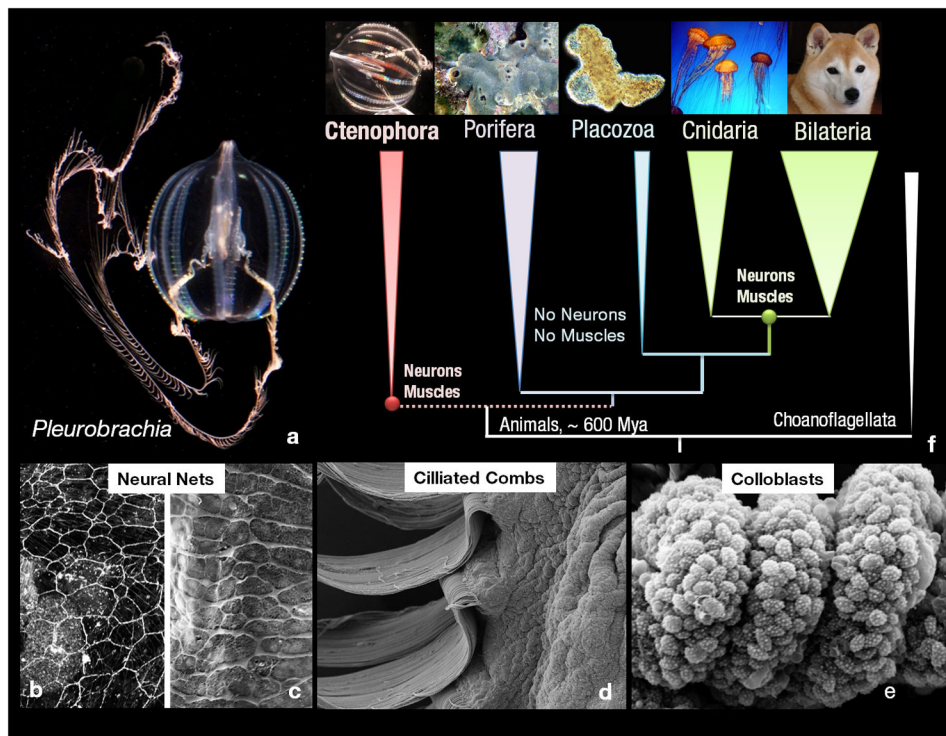 Ctenophora
Porifera
Placozoa
Cnidaria
Bilateria
Neurons
Muscles
No Neurons
No Muscles
Neurons
Muscles
Pleurobrachia
a
Animals, ~ 600 Mya
Choanoflagellata
f
Neural Nets
Cilliated Combs
Colloblasts
b
c
d
e